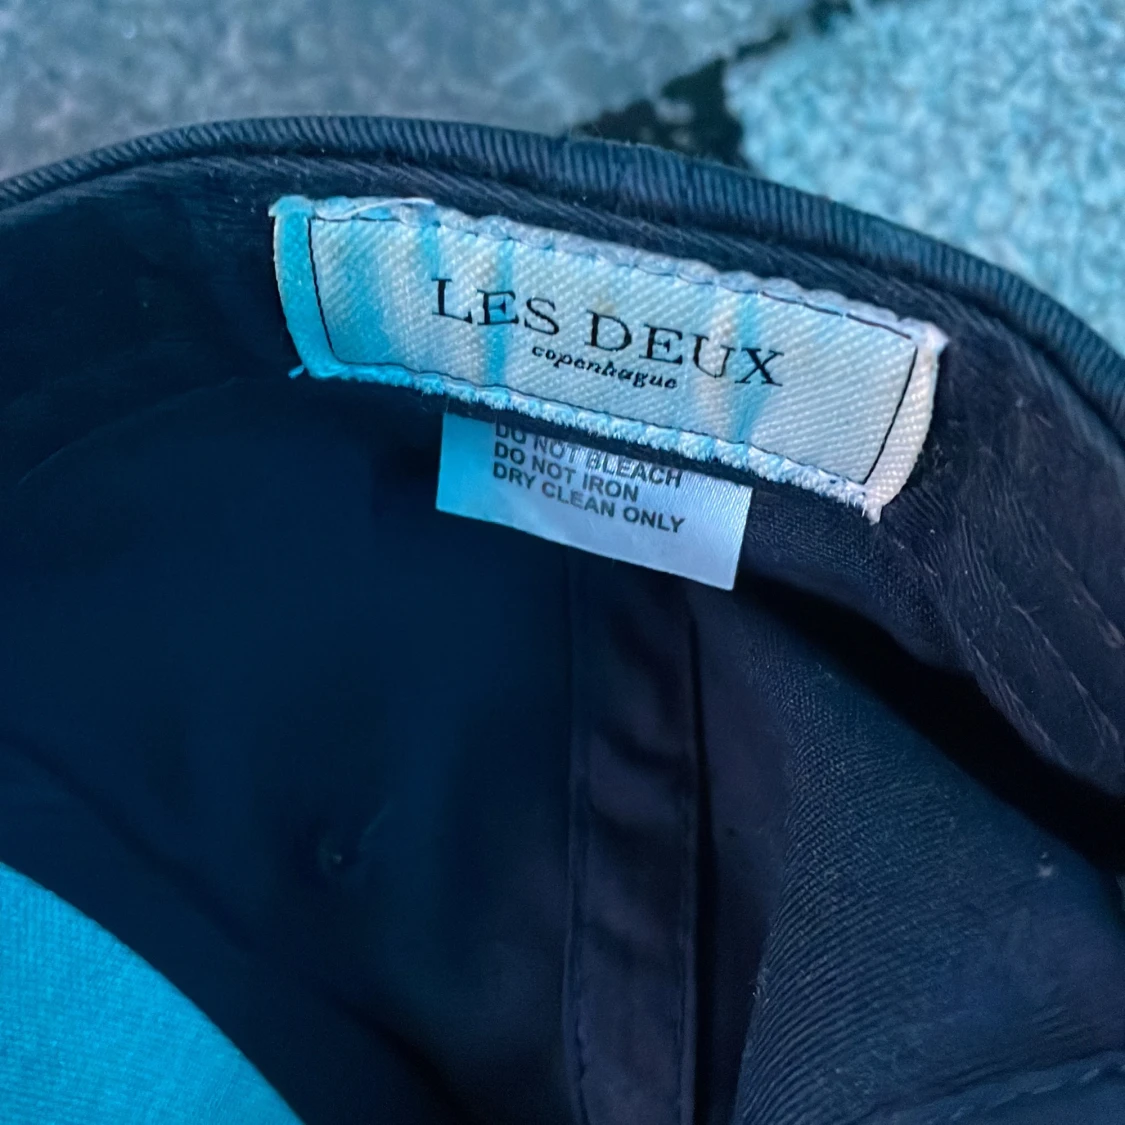 LES DEUX
copenhague
DO NOT BLEACH
DO NOT IRON
DRY CLEAN ONLY